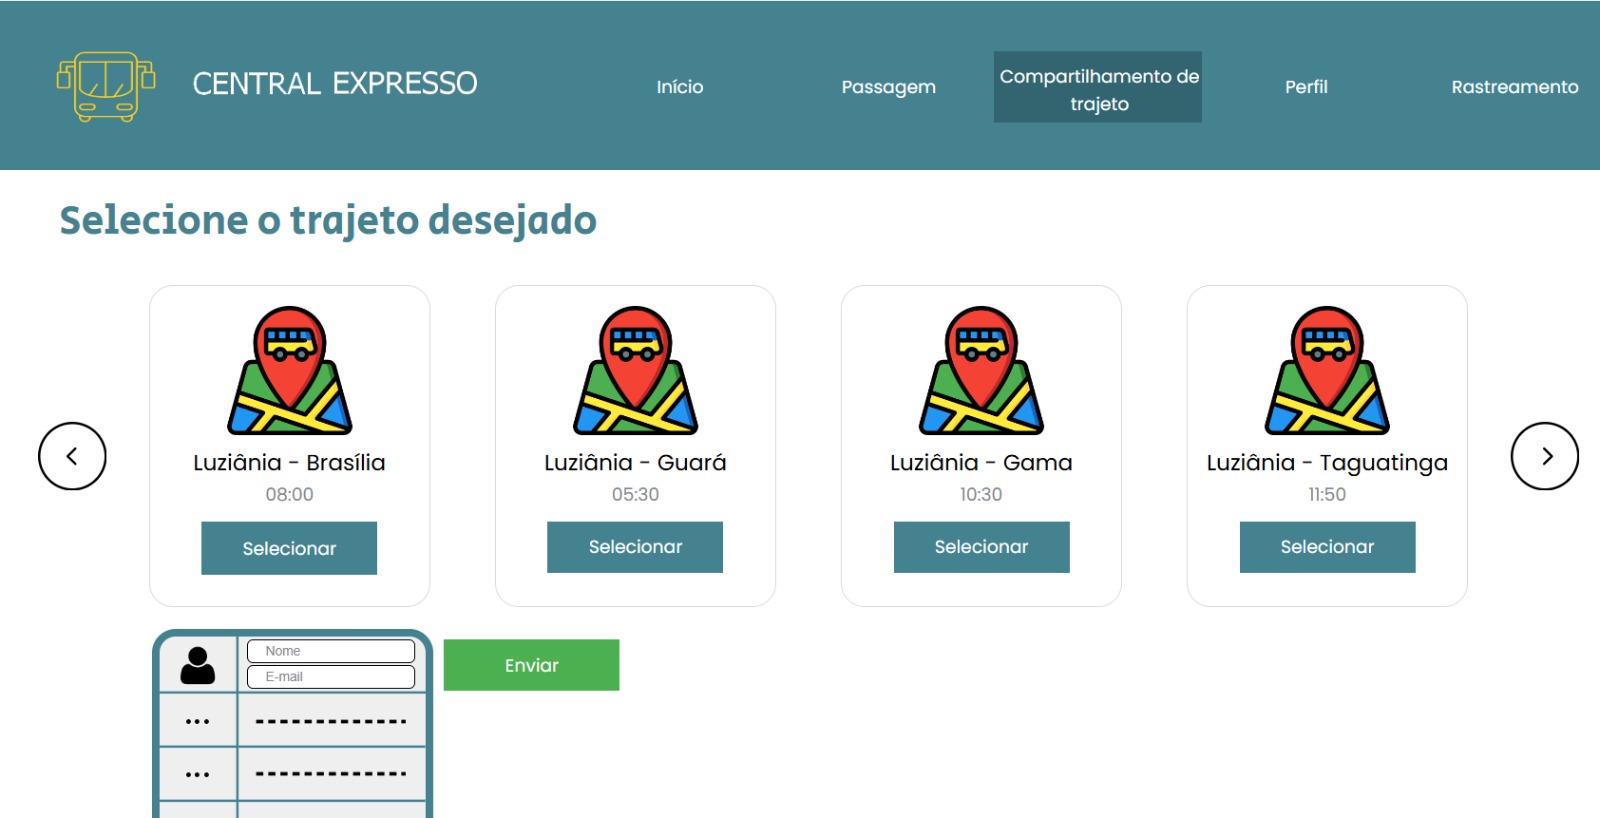 CENTRAL EXPRESSO
Início
Passagem
Compartilhamento de
trajeto
Perfil
Rastreamento
Selecione o trajeto desejado
Luziânia - Brasília
08:00
Selecionar
Luziânia - Guará
05:30
Selecionar
Luziânia - Gama
10:30
Selecionar
Luziânia - Taguatinga
11:50
Selecionar
Nome
E-mail
Enviar